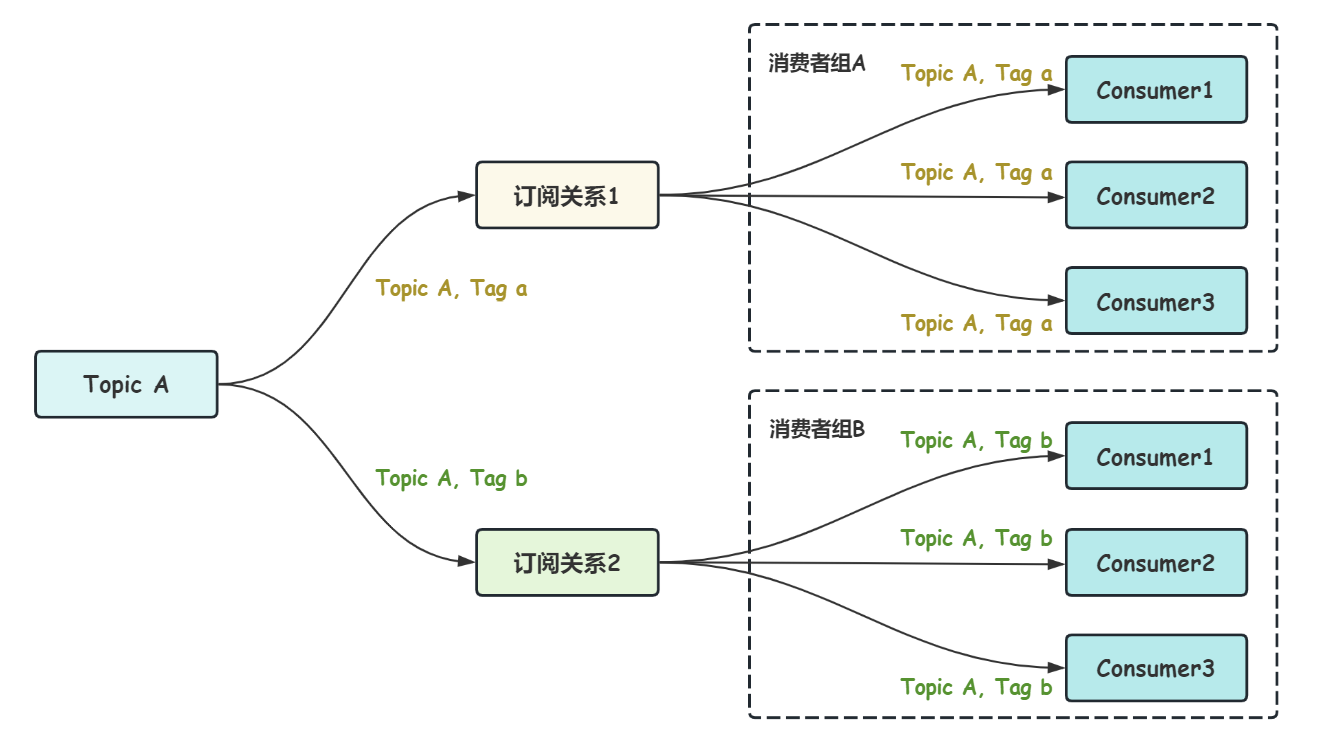 消费者组A
Topic A, Tag a
Consumer1
Topic A, Tag a
Consumer2
订阅关系1
Topic A, Tag a
Consumer3
Topic A, Tag a
Topic A
消费者组B
Topic A, Tag b
Consumer1
Topic A, Tag b
Topic A, Tag b
Consumer2
订阅关系2
Consumer3
Topic A, Tag b